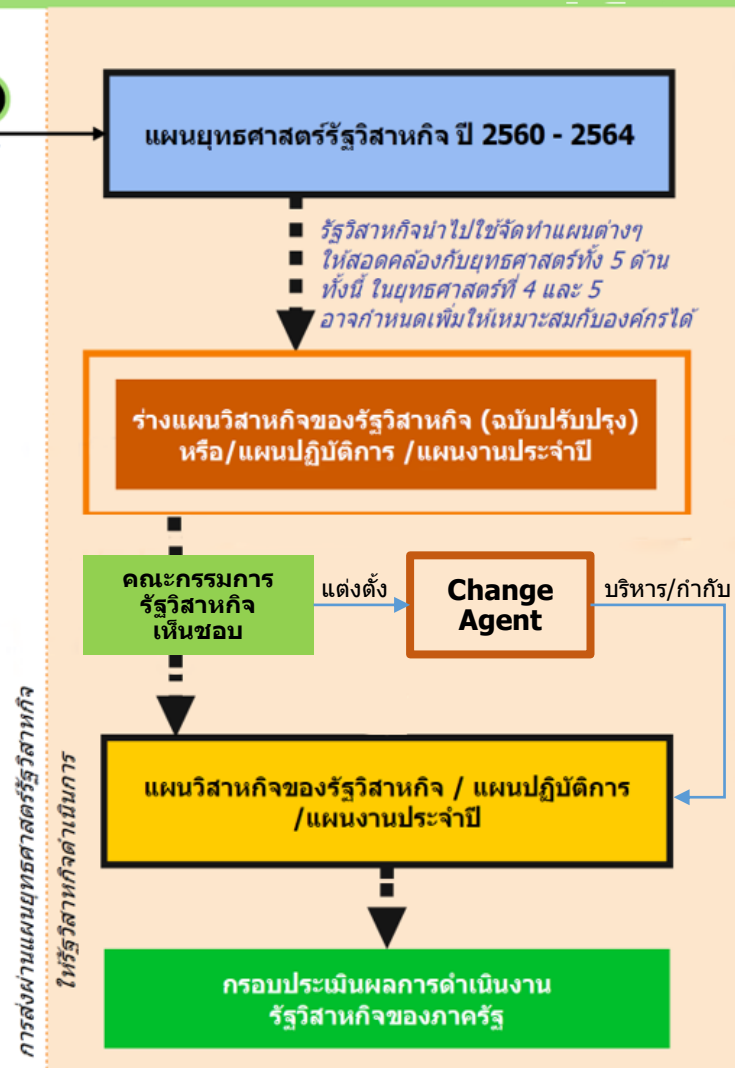 แผนยุทธศาสตร์รัฐวิสาหกิจ ปี 2560 - 2564
รัฐวิสาหกิจนำไปใช้จัดทำแผนต่างๆ
ให้สอดคล้องกับยุทธศาสตร์ทั้ง 5 ด้าน
ทั้งนี้ ในยุทธศาสตร์ที่ 4 และ 5
อาจกำหนดเพิ่มให้เหมาะสมกับองค์กรได้
ร่างแผนวิสาหกิจของรัฐวิสาหกิจ (ฉบับปรับปรุง)
หรือ/แผนปฏิบัติการ /แผนงานประจำปี
คณะกรรมการ
รัฐวิสาหกิจ
เห็นชอบ
แต่งตั้ง
Change
Agent
บริหาร/กำกับ
แผนวิสาหกิจของรัฐวิสาหกิจ / แผนปฏิบัติการ
/แผนงานประจำปี
กรอบประเมินผลการดำเนินงาน
รัฐวิสาหกิจของภาครัฐ
การส่งผ่านแผนยุทธศาสตร์รัฐวิสาหกิจ
ให้รัฐวิสาหกิจดำเนินการ